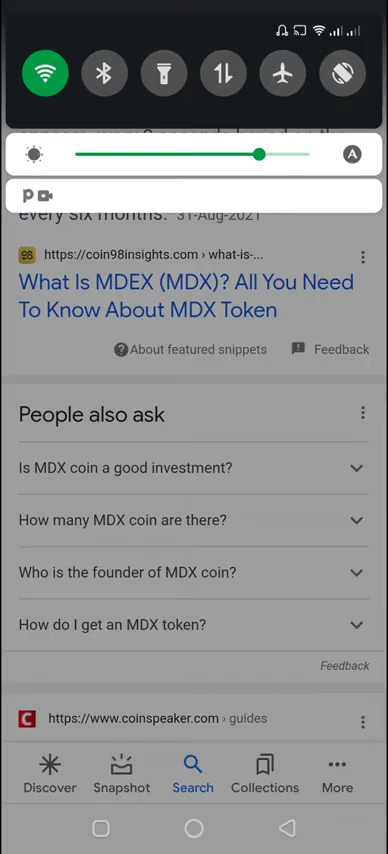 A
every six months. 31-Aug-2021
98 https://coin98insights.com › what-is-...
What Is MDEX (MDX)? All You Need
To Know About MDX Token
About featured snippets
Feedback
People also ask
Is MDX coin a good investment?
How many MDX coin are there?
Who is the founder of MDX coin?
How do I get an MDX token?
Feedback
C https://www.coinspeaker.com › guides
Discover Snapshot Search Collections More